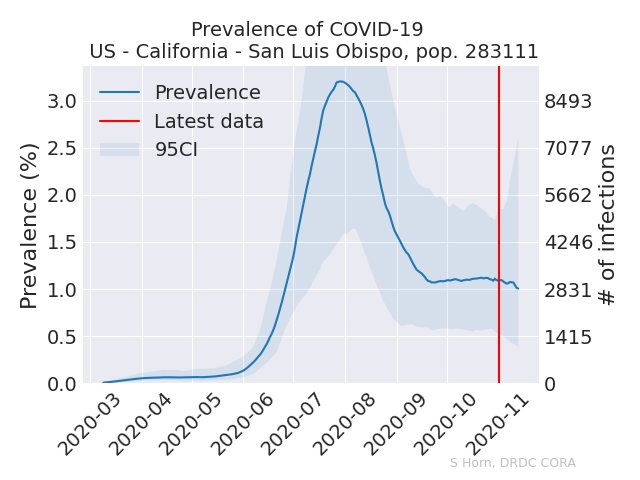 Prevalence of COVID-19
US - California - San Luis Obispo, pop. 283111
Prevalence
Latest data
95CI
Prevalence (%)
3.0
2.5
2.0
1.5
1.0
0.5
0.0
8493
7077
5662
4246
2831
1415
0
# of infections
2020-03
2020-04
2020-05
2020-06
2020-07
2020-08
2020-09
2020-10
2020-11
S Horn, DRDC CORA